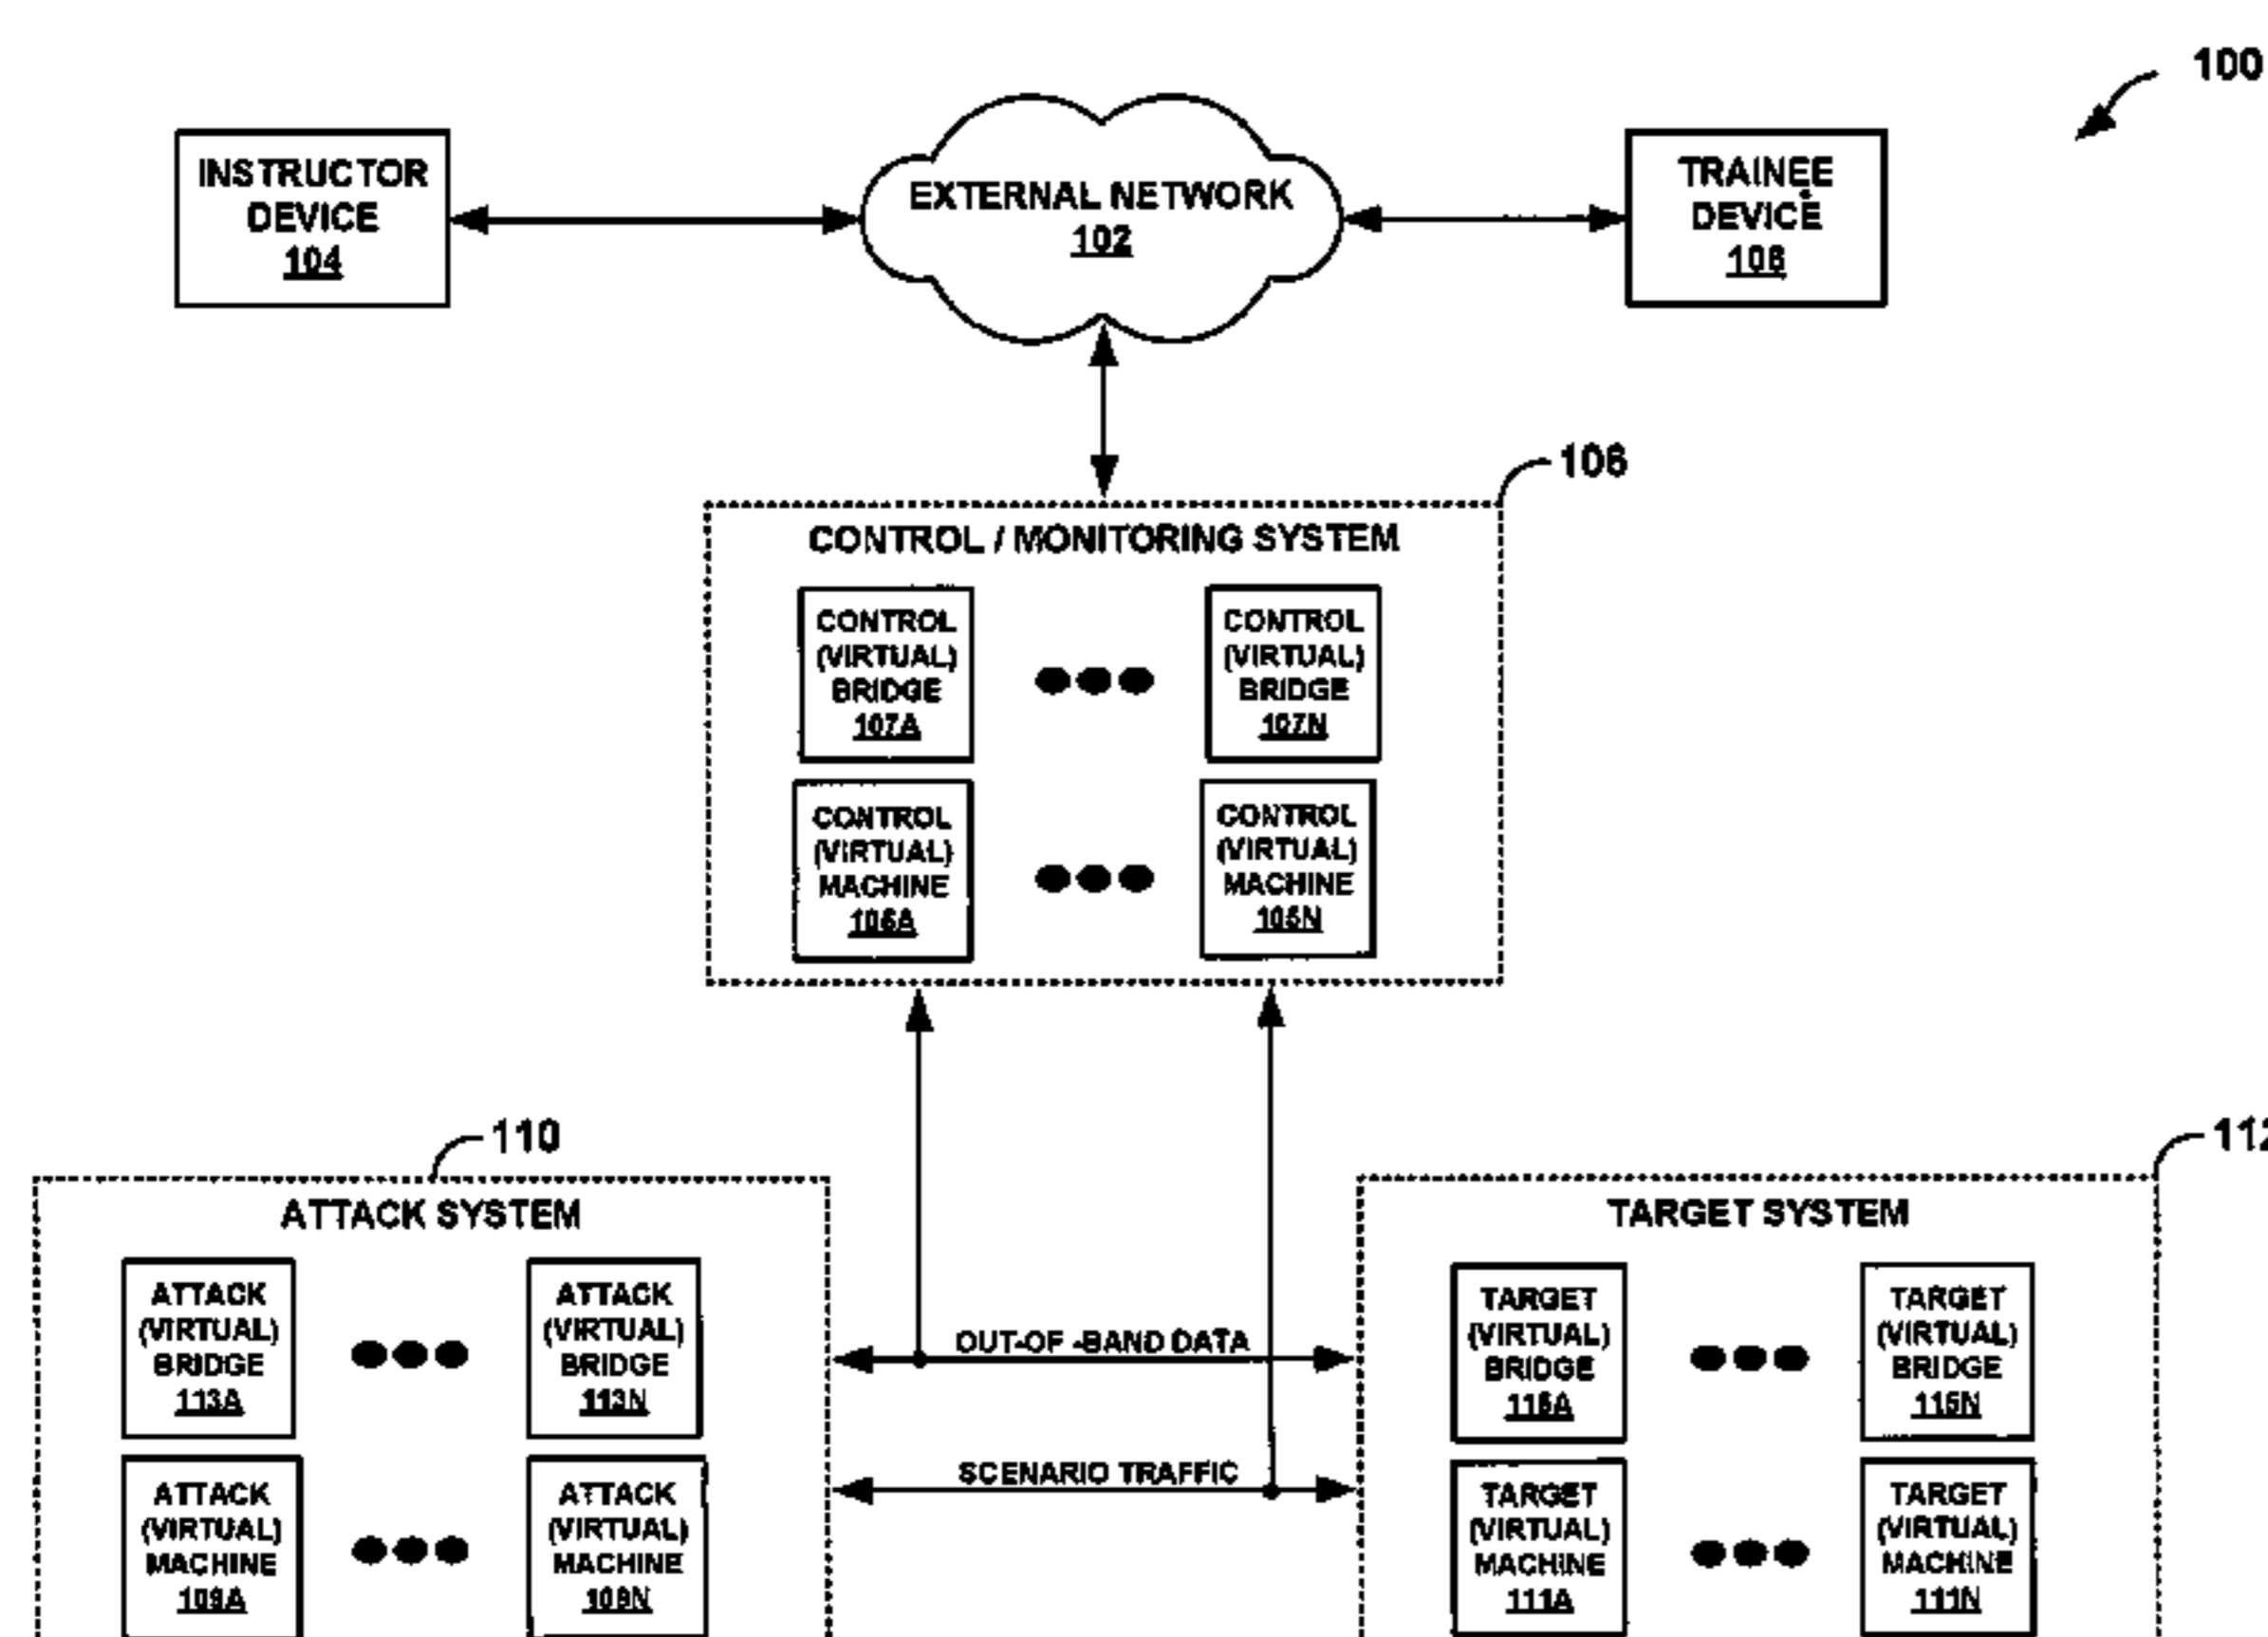 100
INSTRUCTOR
DEVICE
104
EXTERNAL NETWORK
102
TRAINEE
DEVICE
108
106
CONTROL / MONITORING SYSTEM
CONTROL
(VIRTUAL)
BRIDGE
107A
CONTROL
(VIRTUAL)
BRIDGE
107N
CONTROL
(VIRTUAL)
MACHINE
105A
CONTROL
(VIRTUAL)
MACHINE
105N
110
ATTACK SYSTEM
ATTACK
(VIRTUAL)
BRIDGE
113A
ATTACK
(VIRTUAL)
BRIDGE
113N
ATTACK
(VIRTUAL)
MACHINE
109A
ATTACK
(VIRTUAL)
MACHINE
109N
OUT-OF -BAND DATA
SCENARIO TRAFFIC
112
TARGET SYSTEM
TARGET
(VIRTUAL)
BRIDGE
115A
TARGET
(VIRTUAL)
BRIDGE
115N
TARGET
(VIRTUAL)
MACHINE
111A
TARGET
(VIRTUAL)
MACHINE
111N